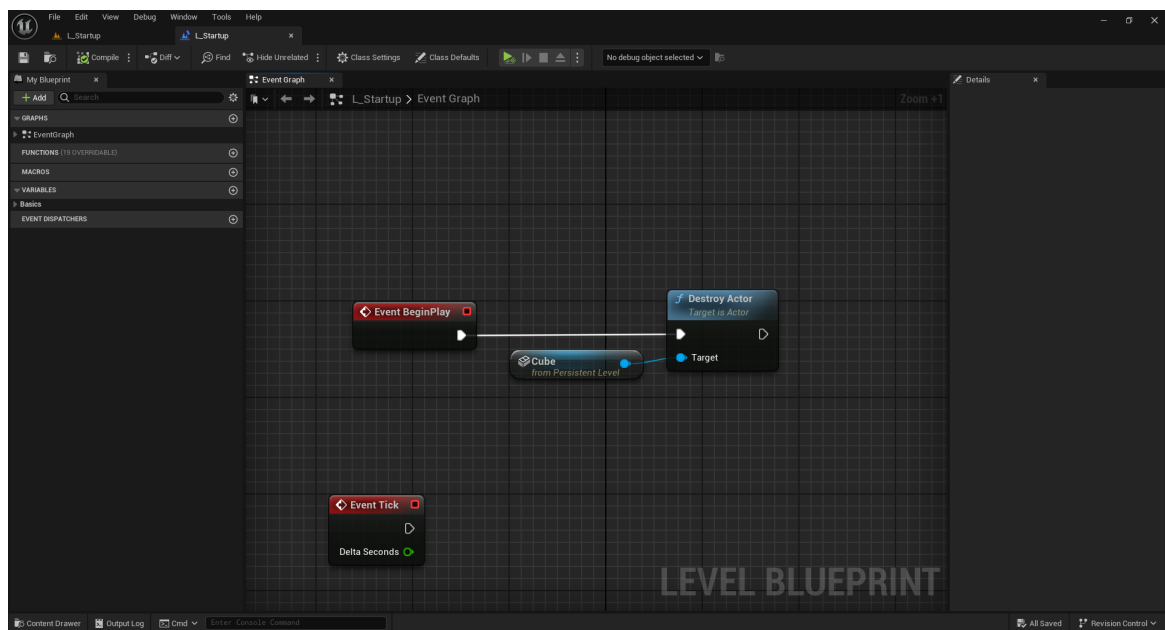 File Edit View Debug Window Tools Help
L_Startup L_Startup
Compile Diff Find Hide Unrelated Class Settings Class Defaults No debug object selected
My Blueprint Event Graph Details
+ Add Search L_Startup > Event Graph Zoom +1
GRAPHS
EventGraph
FUNCTIONS (19 OVERRIDABLE)
MACROS
VARIABLES
Basics
EVENT DISPATCHERS
Destroy Actor
Target is Actor
Event BeginPlay
Target
Cube
from Persistent Level
Event Tick
Delta Seconds
LEVEL BLUEPRINT
Content Drawer Output Log Cmd Enter Console Command All Saved Revision Control